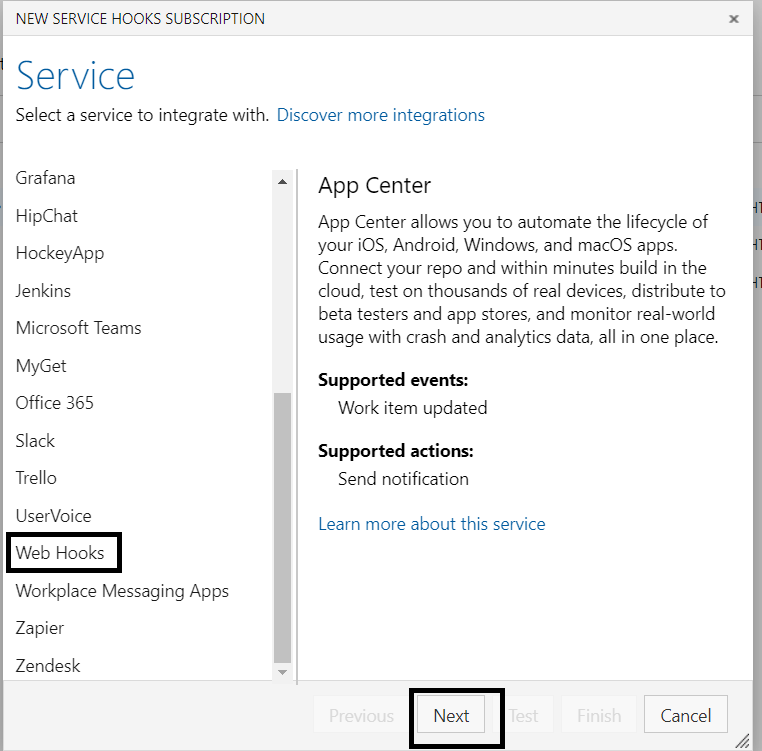 NEW SERVICE HOOKS SUBSCRIPTION
Service
Select a service to integrate with. Discover more integrations
Grafana
HipChat
HockeyApp
Jenkins
Microsoft Teams
MyGet
Office 365
Slack
Trello
UserVoice
Web Hooks
Workplace Messaging Apps
Zapier
Zendesk
App Center
App Center allows you to automate the lifecycle of
your iOS, Android, Windows, and macOS apps.
Connect your repo and within minutes build in the
cloud, test on thousands of real devices, distribute to
beta testers and app stores, and monitor real-world
usage with crash and analytics data, all in one place.
Supported events:
Work item updated
Supported actions:
Send notification
Learn more about this service
Previous Next Test Finish Cancel